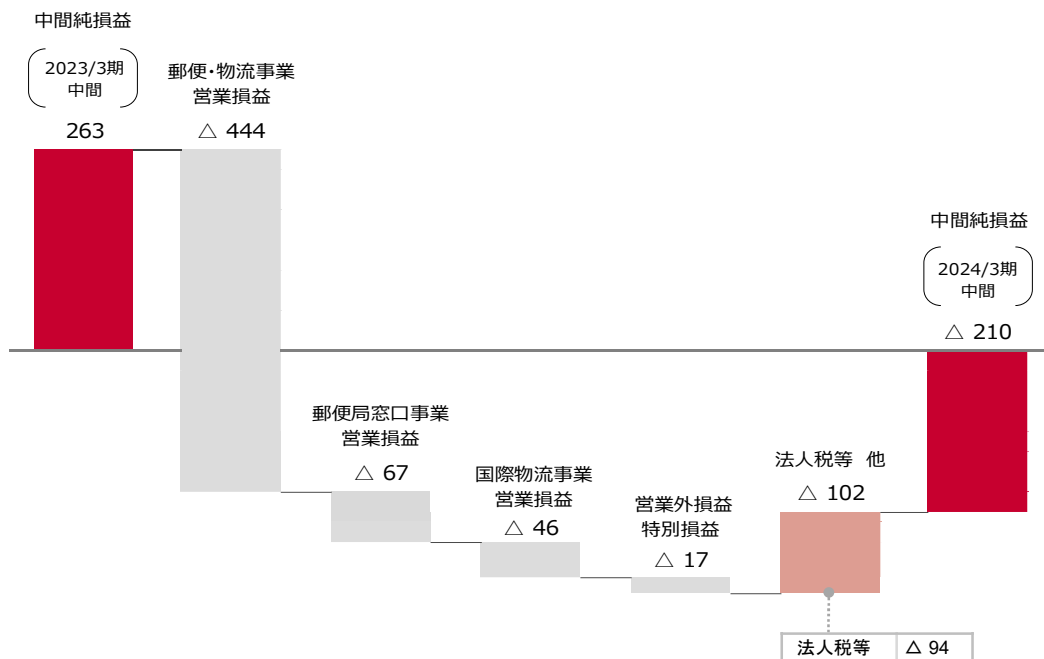 中間純損益
2023/3期
中間
263
郵便・物流事業
営業損益
△ 444
郵便局窓口事業
営業損益
△ 67
国際物流事業
営業損益
△ 46
営業外損益
特別損益
△ 17
法人税等 他
△ 102
法人税等 △ 94
中間純損益
2024/3期
中間
△ 210